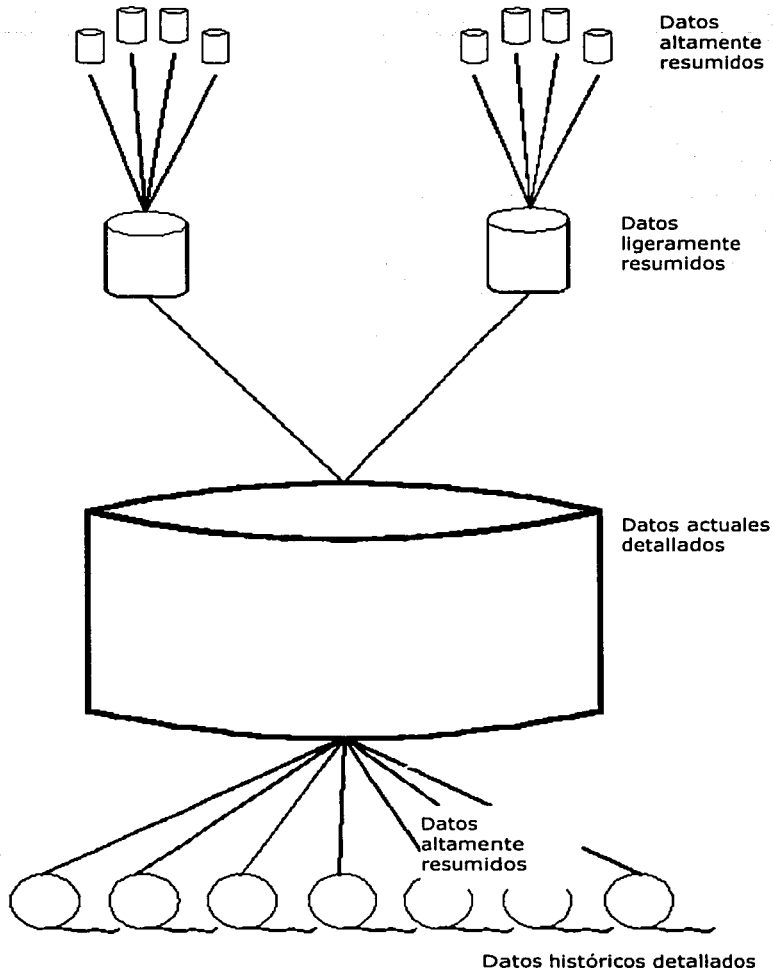 Datos
altamente
resumidos
Datos
ligeramente
resumidos
Datos actuales
detallados
Datos
altamente
resumidos
Datos históricos detallados